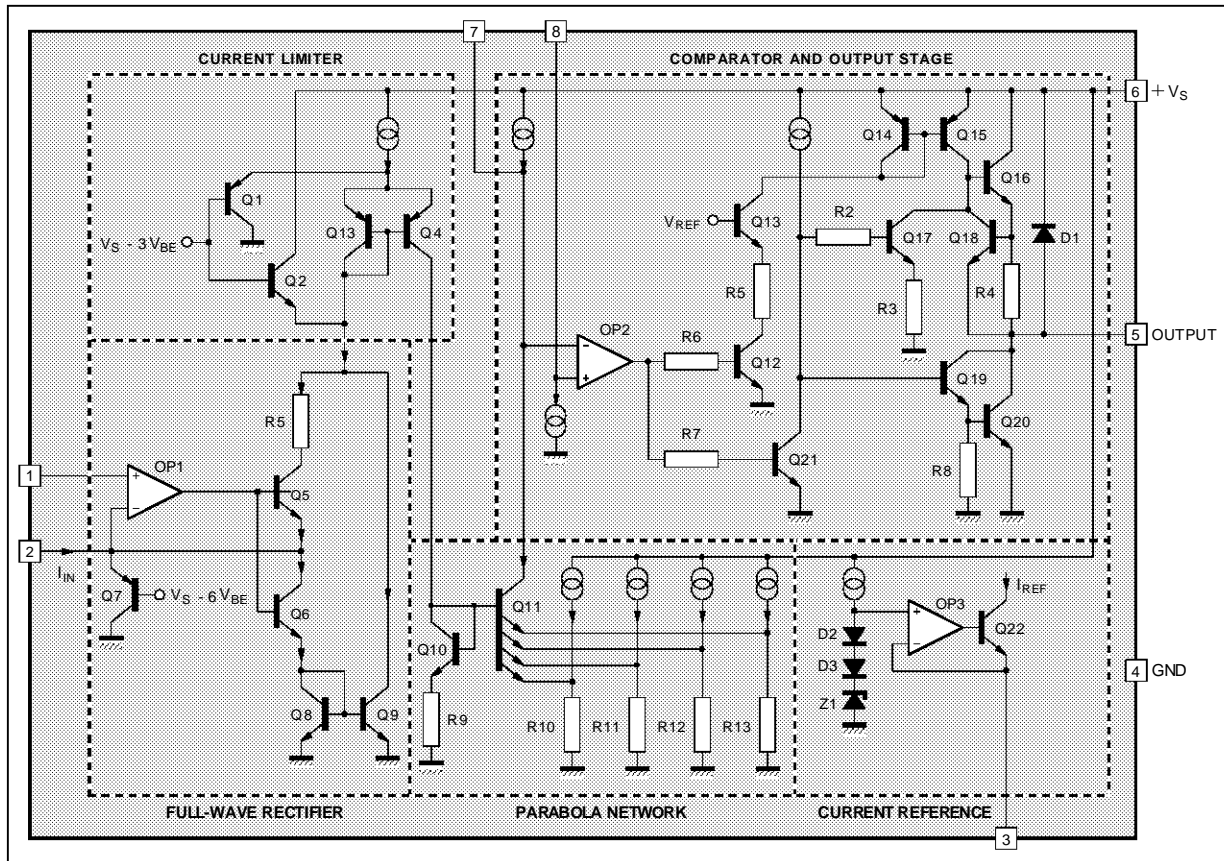 7
8
CURRENT LIMITER
COMPARATOR AND OUTPUT STAGE
6
+VS
Q14
Q15
Q1
Q13
Q4
Q16
VS - 3VBE
VREF
Q13
R2
Q17
Q18
D1
Q2
R5
R3
R4
OP2
R6
5
OUTPUT
Q12
Q19
R5
R7
Q20
1
OP1
Q21
R8
Q5
2
IIN
Q7
VS - 6VBE
Q6
Q11
OP3
IREF
Q22
D2
Q10
D3
4
GND
Z1
Q8
Q9
R9
R10
R11
R12
R13
FULL-WAVE RECTIFIER
PARABOLA NETWORK
CURRENT REFERENCE
3